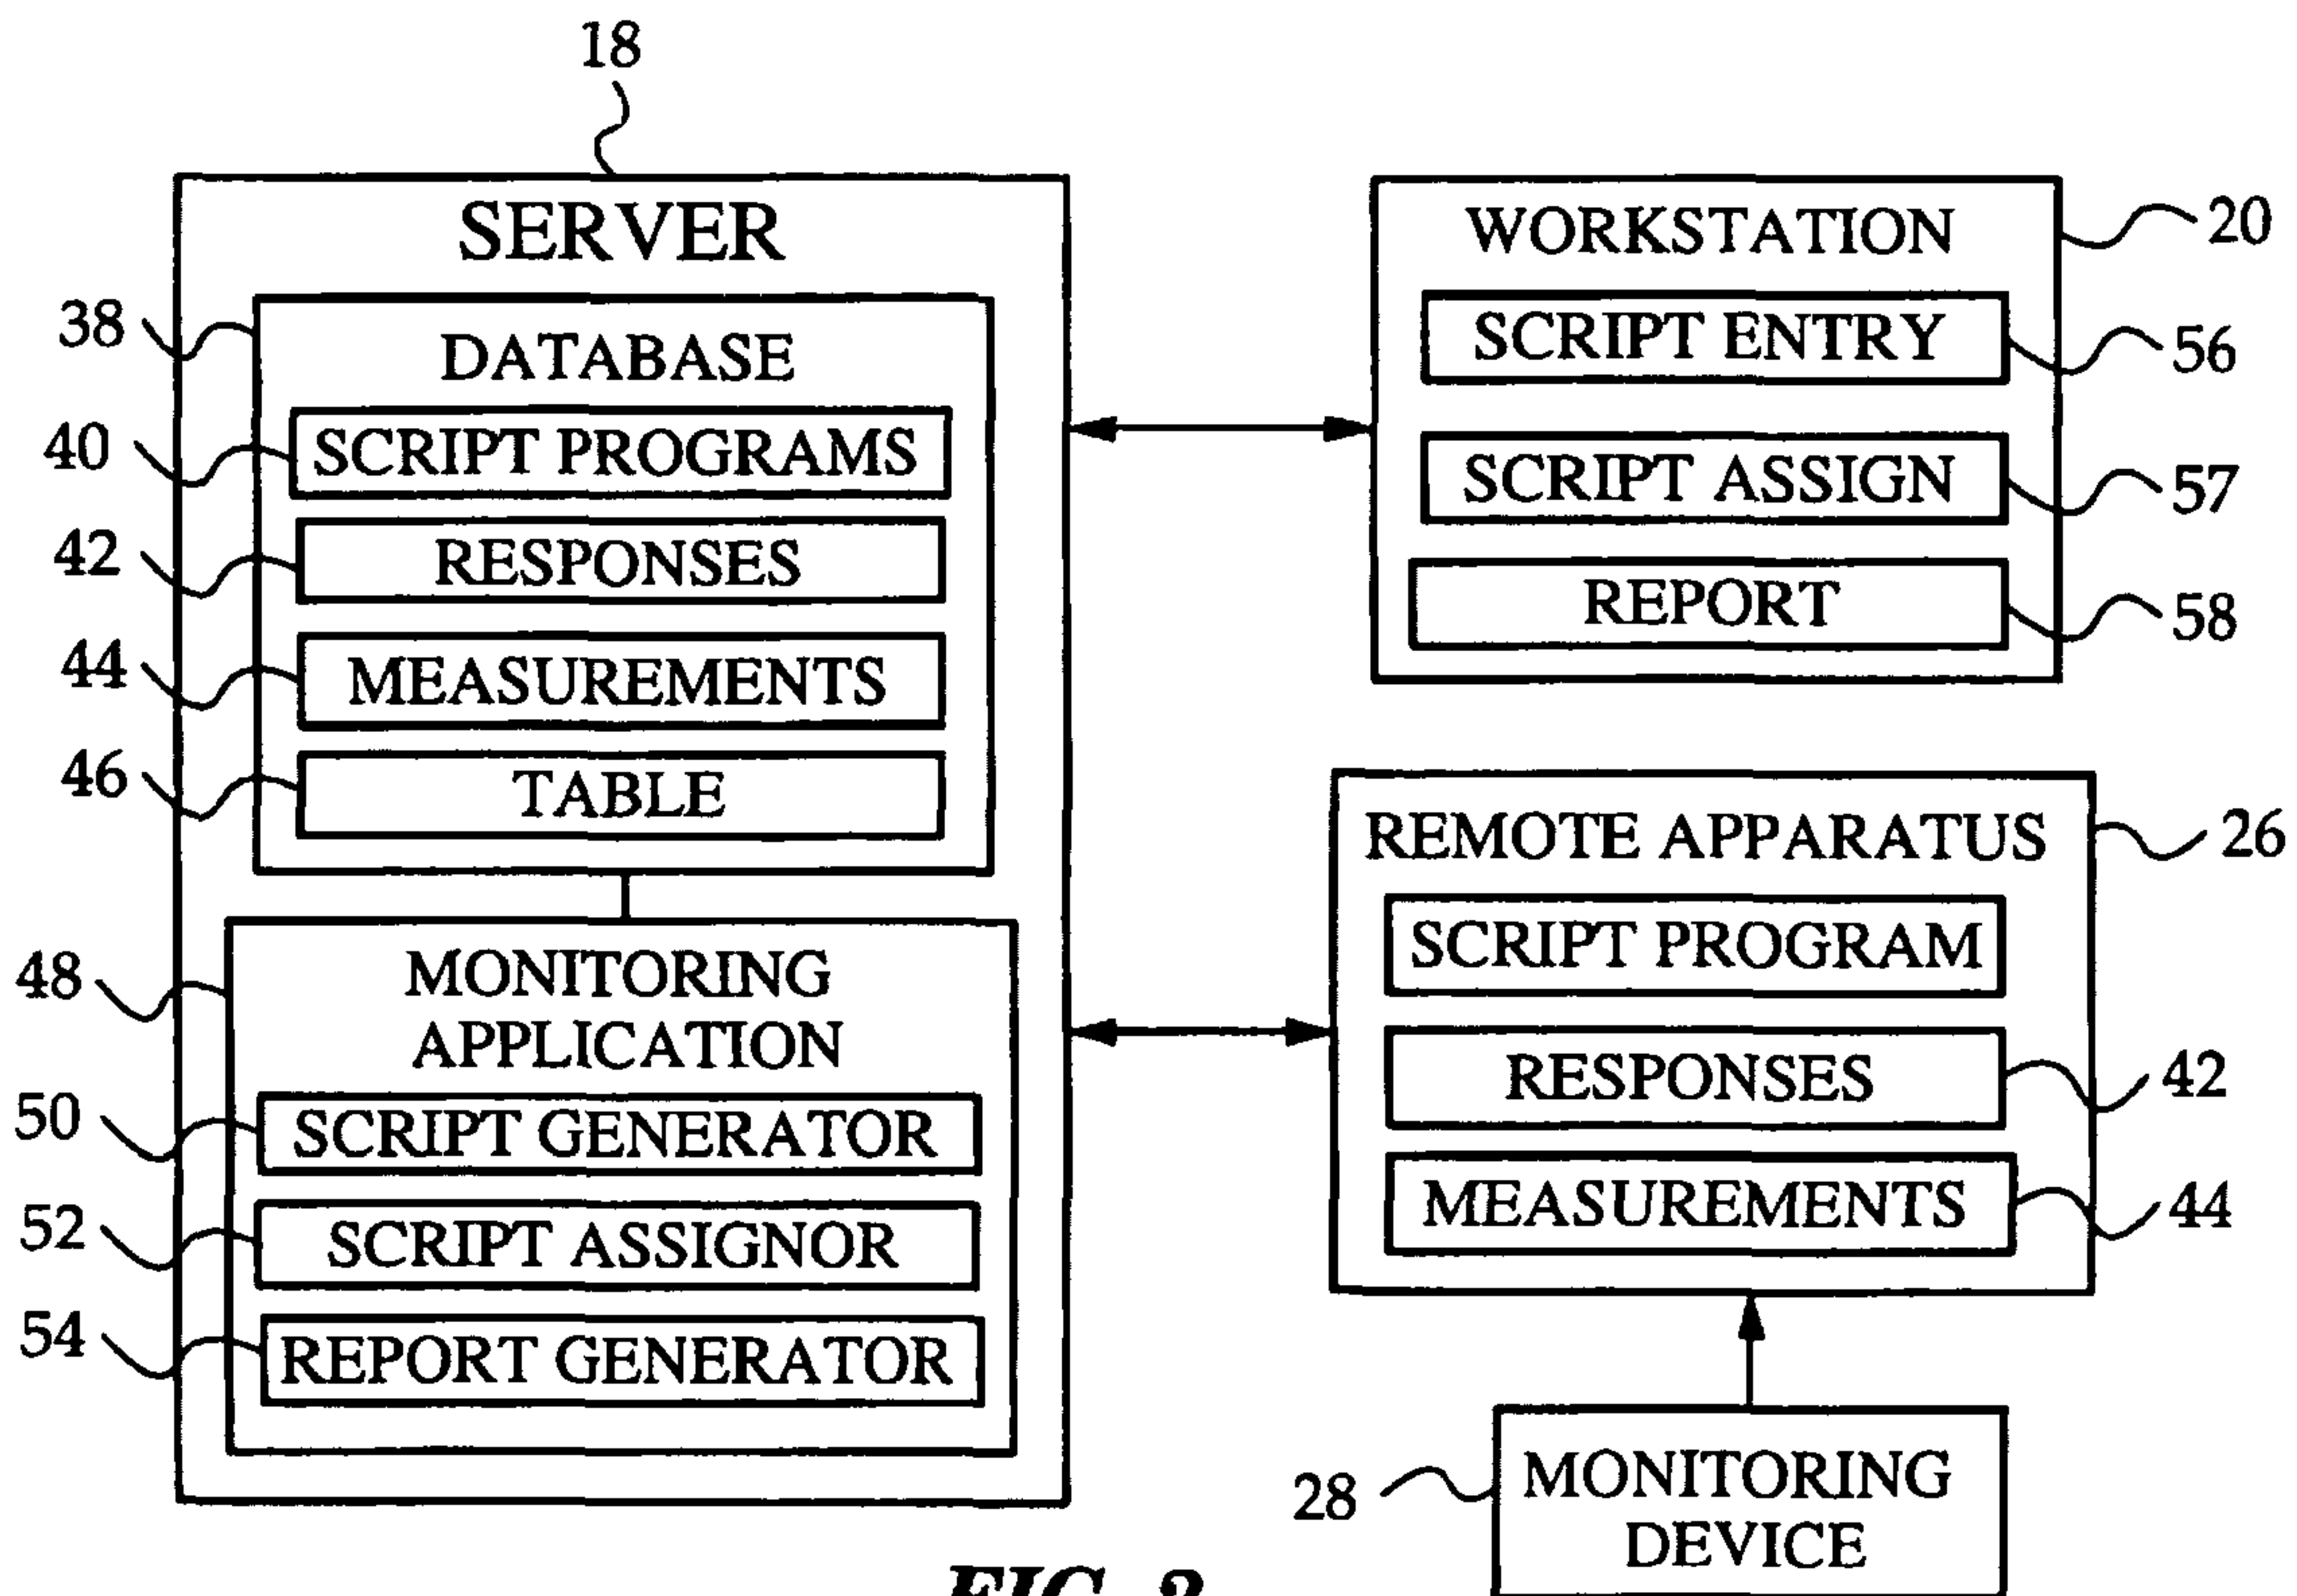 18
SERVER
38
DATABASE
40
SCRIPT PROGRAMS
42
RESPONSES
44
MEASUREMENTS
46
TABLE
48
MONITORING
APPLICATION
50
SCRIPT GENERATOR
52
SCRIPT ASSIGNOR
54
REPORT GENERATOR
WORKSTATION
20
SCRIPT ENTRY
56
SCRIPT ASSIGN
57
REPORT
58
REMOTE APPARATUS
26
SCRIPT PROGRAM
RESPONSES
42
MEASUREMENTS
44
28
MONITORING
DEVICE